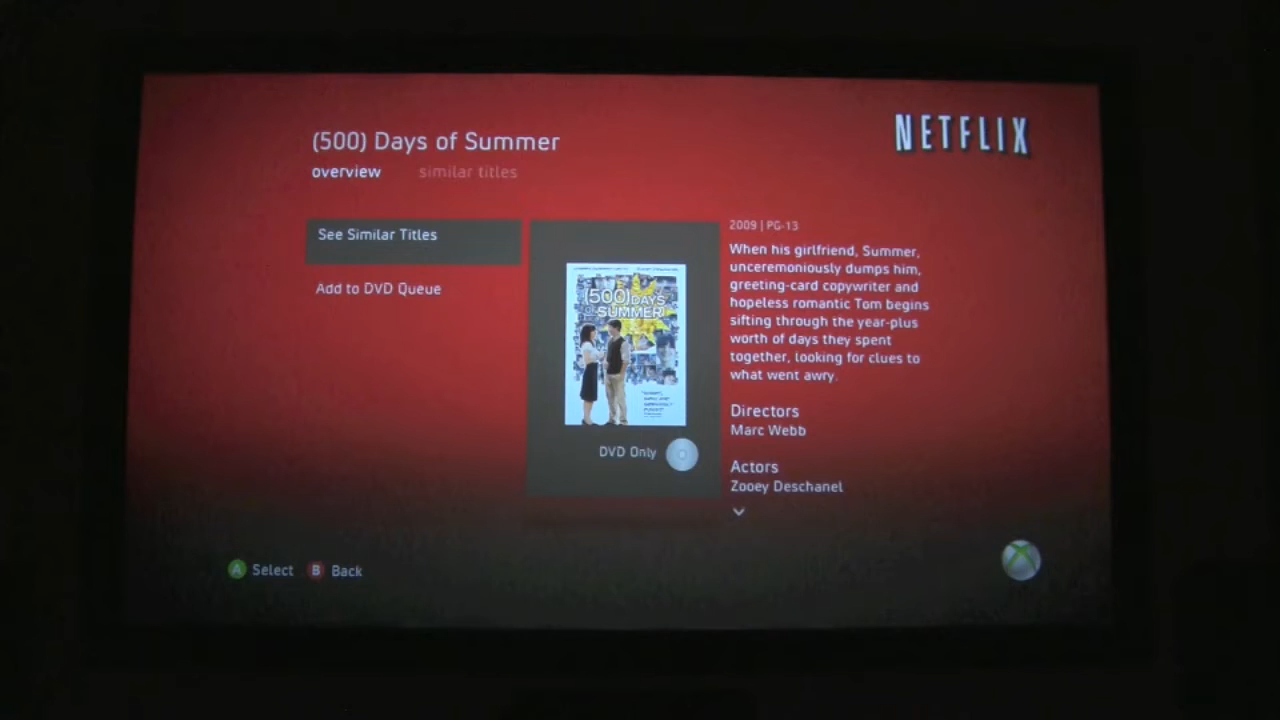 (500) Days of Summer
NETFLIX
overview
similar titles
See Similar Titles
Add to DVD Queue
(500) DAYS
OF SUMMER
DVD Only
2009 | PG-13
When his girlfriend, Summer,
unceremoniously dumps him,
greeting-card copywriter and
hopeless romantic Tom begins
sifting through the year-plus
worth of days they spent
together, looking for clues to
what went awry.
Directors
Marc Webb
Actors
Zooey Deschanel
A Select
B Back